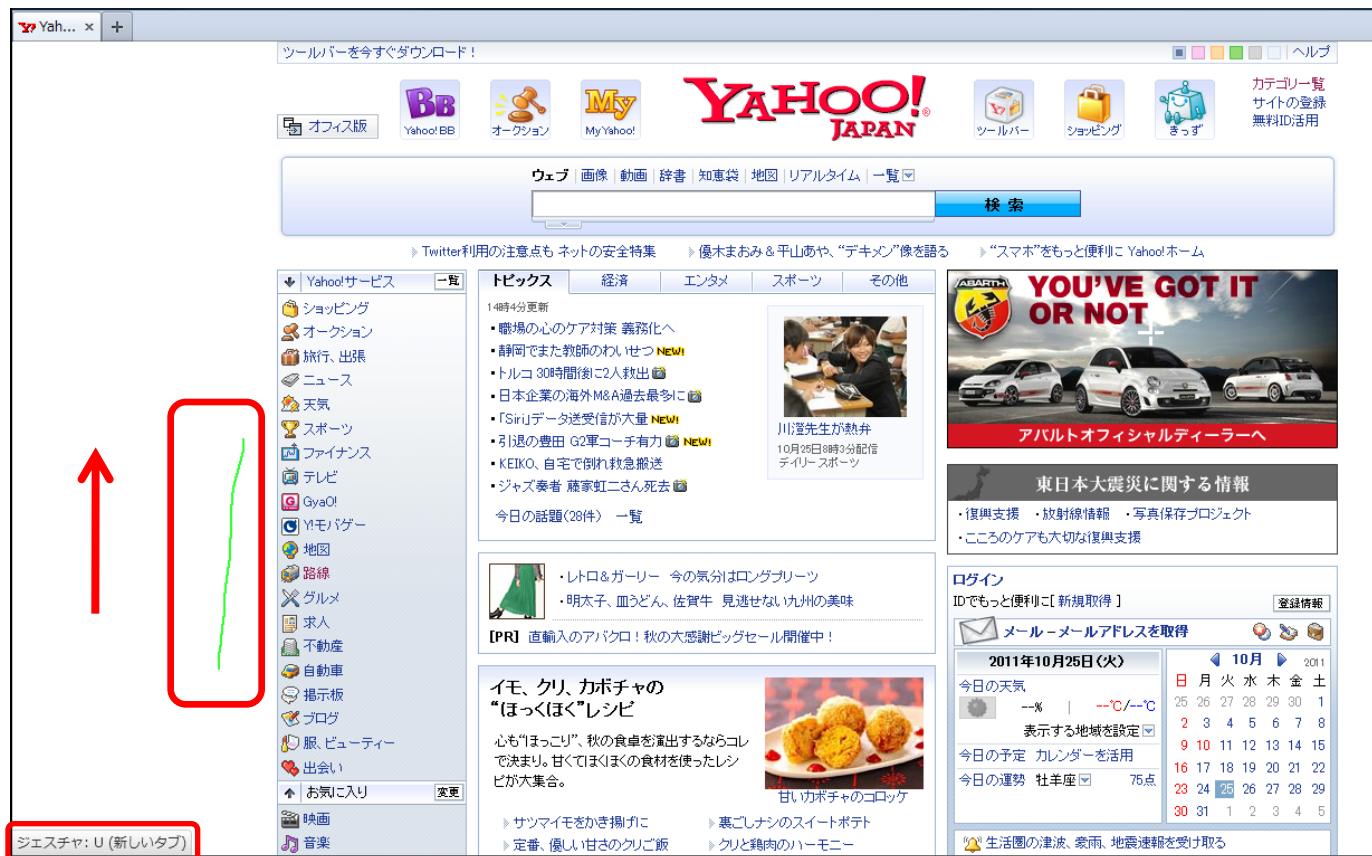 Yah... × +
ツールバーを今すぐダウンロード！
ヘルプ
オフィス版
BB
Yahoo! BB
オークション
My
My Yahoo!
YAHOO!
JAPAN
ツールバー
ショッピング
きっず
カテゴリー一覧
サイトの登録
無料ID活用
ウェブ | 画像 | 動画 | 辞書 | 知恵袋 | 地図 | リアルタイム | 一覧
検索
Twitter利用の注意点も ネットの安全特集
優木まおみ＆平山あや、“デキメン”像を語る
“スマホ”をもっと便利に Yahoo!ホーム
Yahoo!サービス 一覧
ショッピング
オークション
旅行、出張
ニュース
天気
スポーツ
ファイナンス
テレビ
GyaO!
Y!モバゲー
地図
路線
グルメ
求人
不動産
自動車
掲示板
ブログ
服、ビューティー
出会い
お気に入り 変更
映画
音楽
トピックス 経済 エンタメ スポーツ その他
14時4分更新
・職場の心のケア対策 義務化へ
・静岡でまた教師のわいせつ NEW!
・トルコ 30時間後に2人救出
・日本企業の海外M&A過去最多に
・「Siri」データ送受信が大量 NEW!
・引退の豊田 G2軍コーチ有力 NEW!
・KEIKO、自宅で倒れ救急搬送
・ジャズ奏者 藤家虹二さん死去
今日の話題(28件) 一覧
川澄先生が熱弁
10月25日8時3分配信
デイリースポーツ
・レトロ＆ガーリー 今の気分はロングプリーツ
・明太子、皿うどん、佐賀牛 見逃せない九州の美味
[PR] 直輸入のアバクロ！秋の大感謝ビッグセール開催中！
イモ、クリ、カボチャの
“ほっくほく”レシピ
心も“ほっこり”、秋の食卓を演出するならコレ
で決まり。甘くてほくほくの食材を使ったレシ
ピが大集合。
甘いカボチャのコロッケ
サツマイモをかき揚げに
裏ごしナシのスイートポテト
定番、優しい甘さのクリご飯
クリと鶏肉のハーモニー
ABARTH
YOU'VE GOT IT
OR NOT
アバルトオフィシャルディーラーへ
東日本大震災に関する情報
・復興支援 ・放射線情報 ・写真保存プロジェクト
・こころのケアも大切な復興支援
ログイン
IDでもっと便利に[ 新規取得 ]
登録情報
メール－メールアドレスを取得
2011年10月25日(火)
今日の天気
--% | --℃/--℃
表示する地域を設定
今日の予定 カレンダーを活用
今日の運勢 牡羊座 75点
10月 2011
日 月 火 水 木 金 土
25 26 27 28 29 30 1
2 3 4 5 6 7 8
9 10 11 12 13 14 15
16 17 18 19 20 21 22
23 24 25 26 27 28 29
30 31 1 2 3 4 5
生活圏の津波、豪雨、地震速報を受け取る
ジェスチャ: U (新しいタブ)